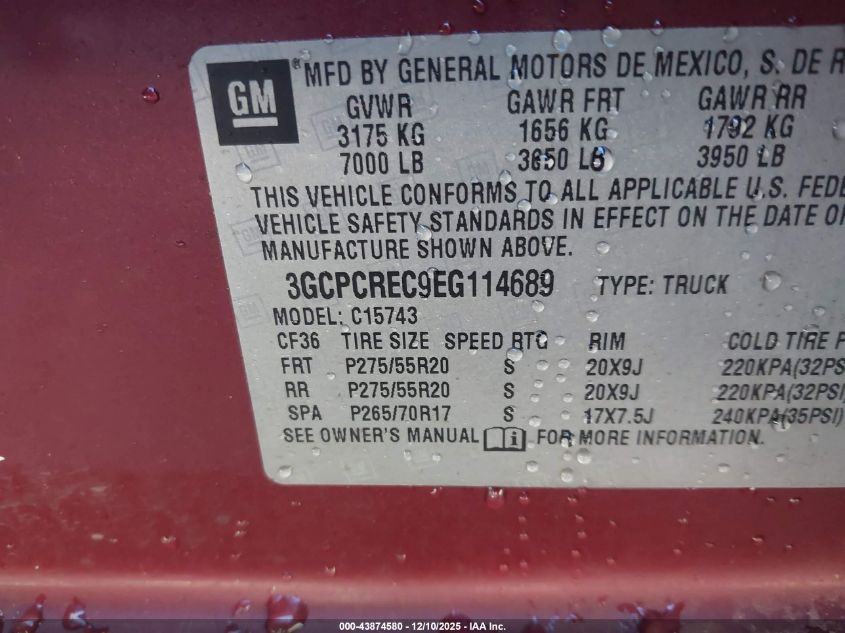 GM
® MFD BY GENERAL MOTORS DE MEXICO, S. DE R
GVWR GAWR FRT GAWR RR
3175 KG 1656 KG 1792 KG
7000 LB 3650 LB 3950 LB
THIS VEHICLE CONFORMS TO ALL APPLICABLE U.S. FEDE
VEHICLE SAFETY STANDARDS IN EFFECT ON THE DATE OF
MANUFACTURE SHOWN ABOVE.
3GCPCREC9EG114689 TYPE: TRUCK
MODEL: C15743
CF36 TIRE SIZE SPEED RTG RIM COLD TIRE P
FRT P275/55R20 S 20X9J 220KPA(32PSI
RR P275/55R20 S 20X9J 220KPA(32PSI)
SPA P265/70R17 S 17X7.5J 240KPA(35PSI)
SEE OWNER'S MANUAL i FOR MORE INFORMATION.
000-43874580 - 12/10/2025 - IAA Inc.